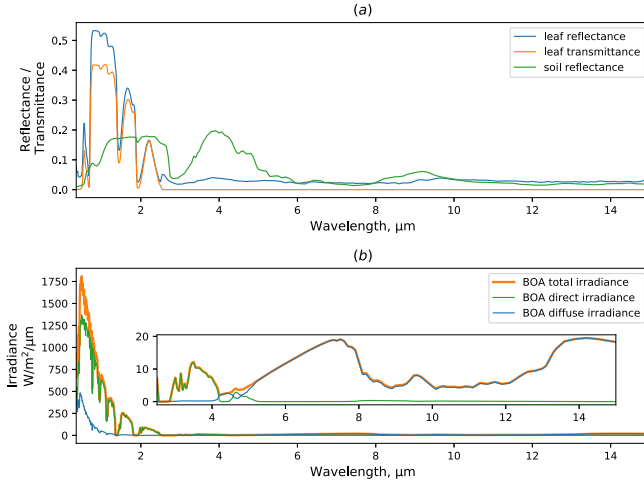 (a)
0.5
0.4
0.3
0.2
0.1
0.0
Reflectance /
Transmittance
leaf reflectance
leaf transmittance
soil reflectance
2 4 6 8 10 12 14
Wavelength, μm
(b)
1750
1500
1250
1000
750
500
250
0
Irradiance
W/m²/μm
BOA total irradiance
BOA direct irradiance
BOA diffuse irradiance
20
10
0
4 6 8 10 12 14
2 4 6 8 10 12 14
Wavelength, μm